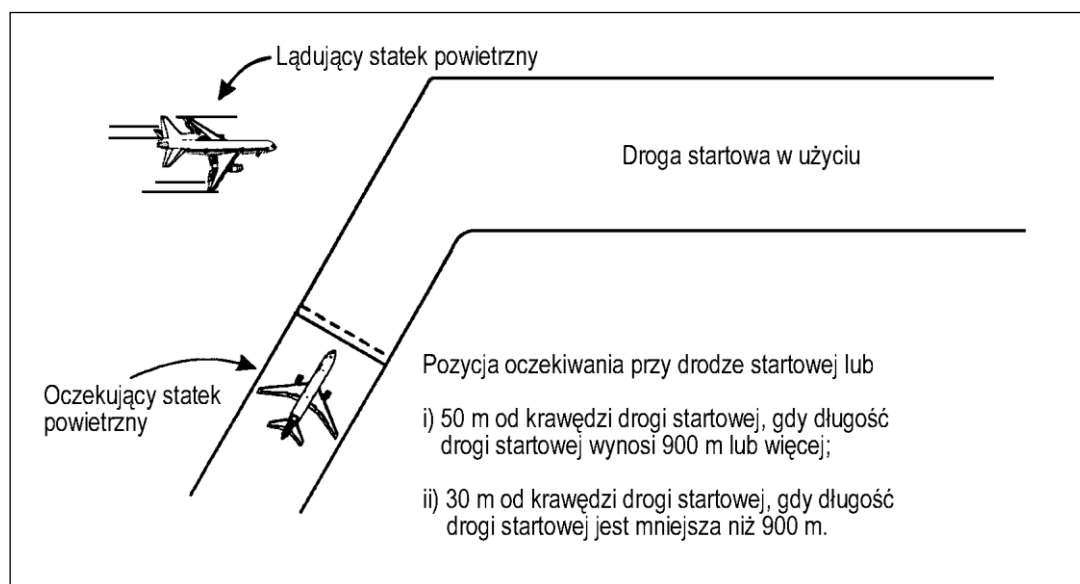 Lądujący statek powietrzny
Droga startowa w użyciu
Oczekujący statek
powietrzny
Pozycja oczekiwania przy drodze startowej lub
i) 50 m od krawędzi drogi startowej, gdy długość
drogi startowej wynosi 900 m lub więcej;
ii) 30 m od krawędzi drogi startowej, gdy długość
drogi startowej jest mniejsza niż 900 m.